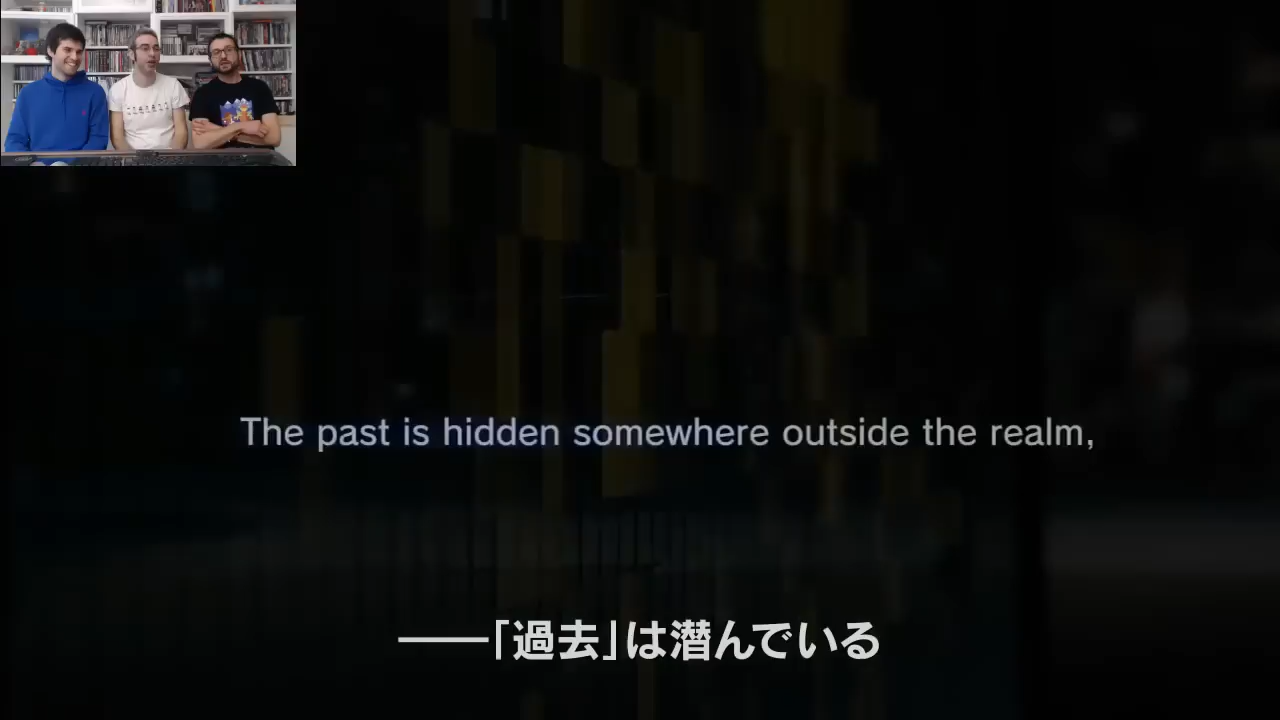 The past is hidden somewhere outside the realm,
──「過去」は潜んでいる